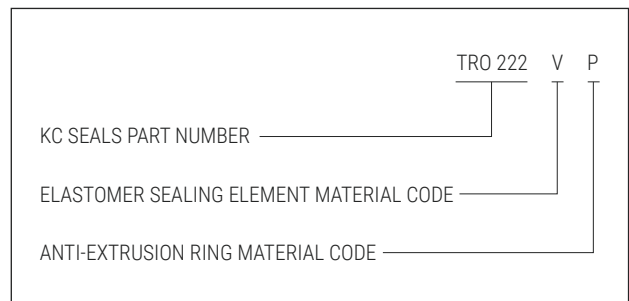 TRO 222 V P
KC SEALS PART NUMBER
ELASTOMER SEALING ELEMENT MATERIAL CODE
ANTI-EXTRUSION RING MATERIAL CODE